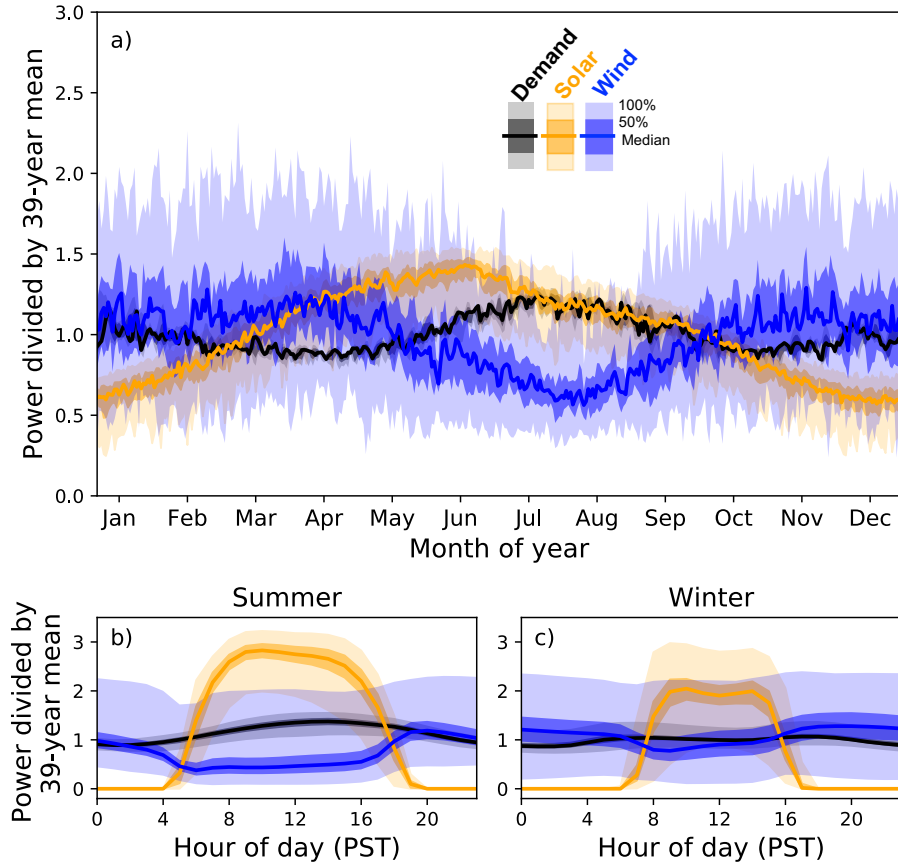 a)
Demand
Solar
Wind
100%
50%
Median
Power divided by 39-year mean
3.0
2.5
2.0
1.5
1.0
0.5
0.0
Jan Feb Mar Apr May Jun Jul Aug Sep Oct Nov Dec
Month of year
Summer
b)
Power divided by
39-year mean
3
2
1
0
0 4 8 12 16 20
Hour of day (PST)
Winter
c)
3
2
1
0
0 4 8 12 16 20
Hour of day (PST)